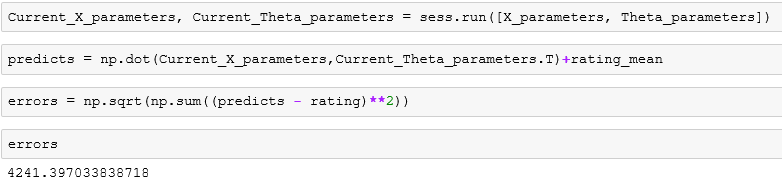 Current_X_parameters, Current_Theta_parameters = sess.run([X_parameters, Theta_parameters])
predicts = np.dot(Current_X_parameters,Current_Theta_parameters.T)+rating_mean
errors = np.sqrt(np.sum((predicts - rating)**2))
errors
4241.397033838718